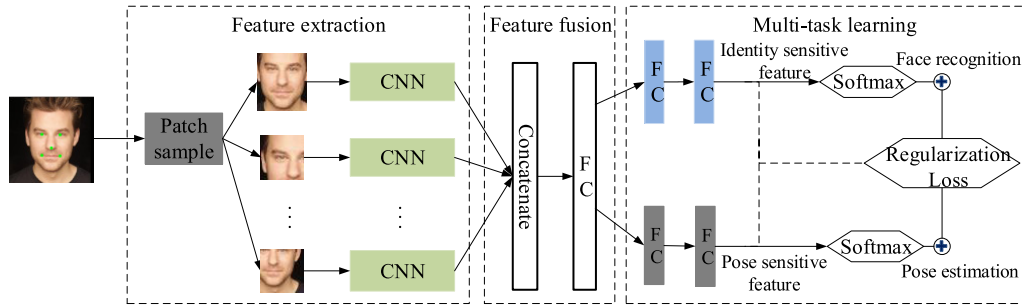 Feature extraction
Feature fusion
Multi-task learning
Patch
sample
CNN
CNN
CNN
Concatenate
F
C
F
C
F
C
Identity sensitive
feature
Softmax
Face recognition
Regularization
Loss
F
C
F
C
Pose sensitive
feature
Softmax
Pose estimation